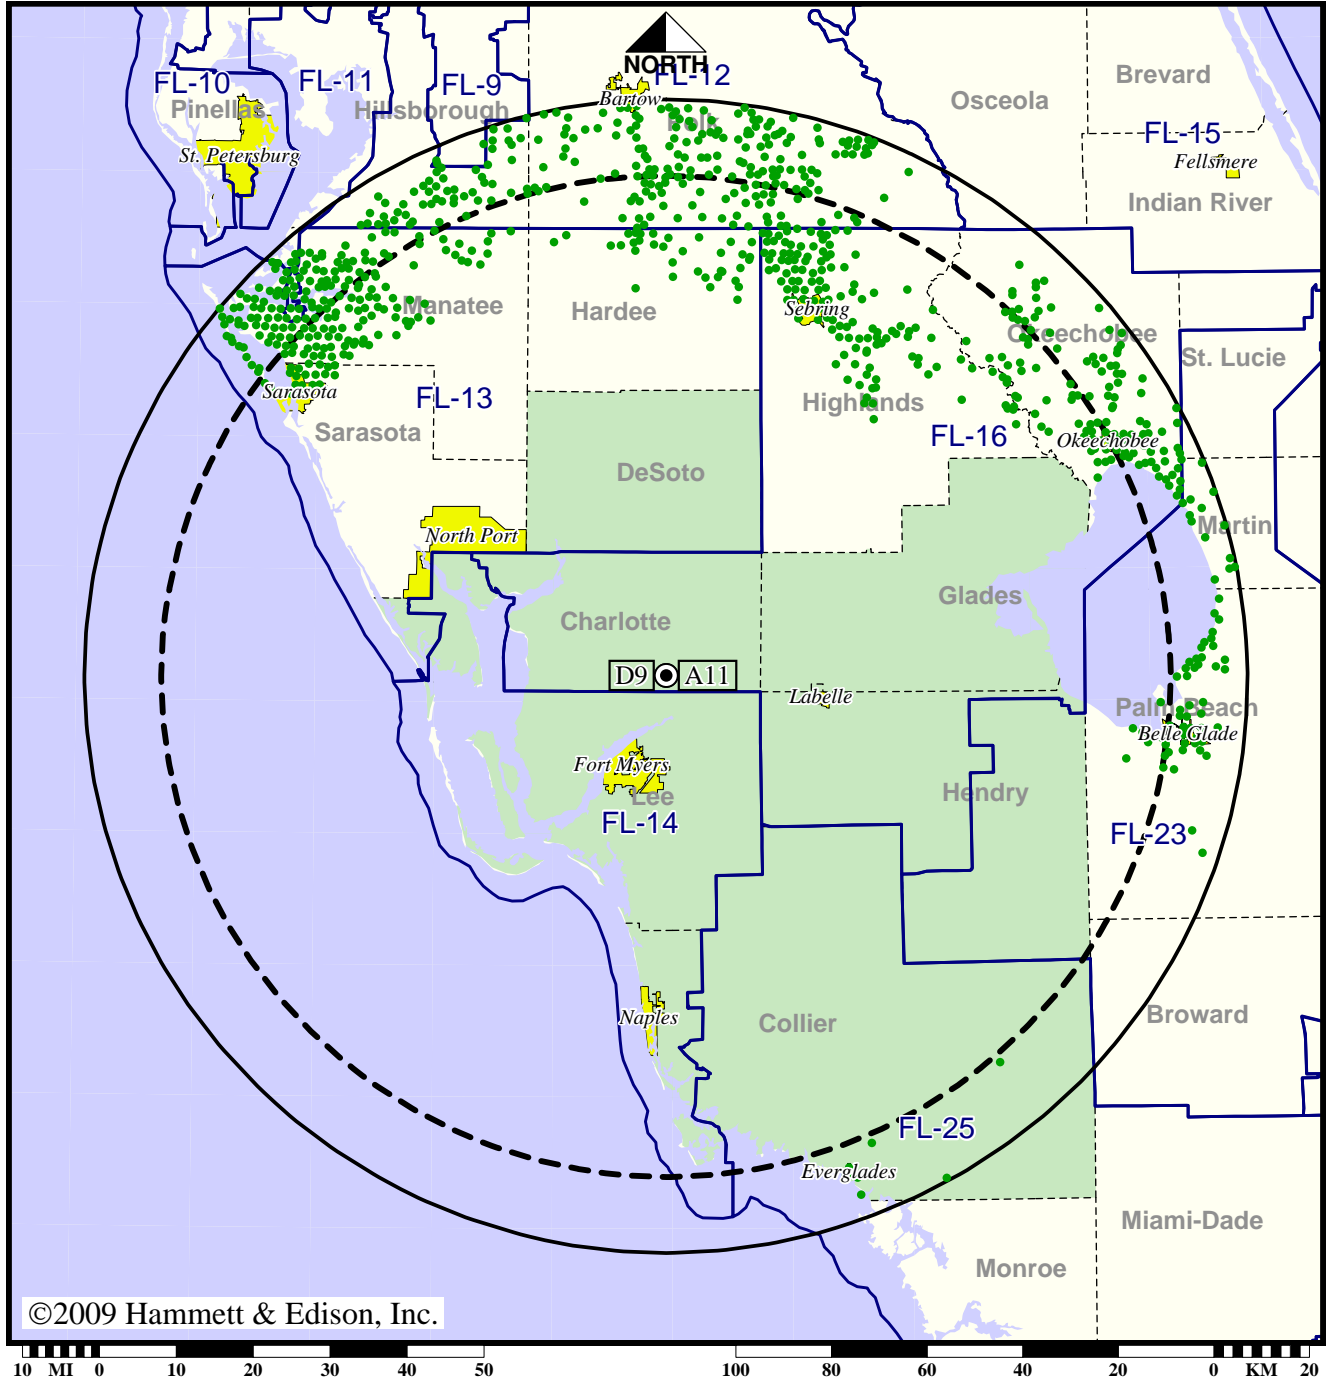 NORTH
FL-12
FL-10
FL-11
FL-9
Brevard
Pinellas
Hillsborough
Bartow
Osceola
Polk
FL-15
St. Petersburg
Fellsmere
Indian River
Manatee
Hardee
Sebring
Okeechobee
St. Lucie
Sarasota
FL-13
Highlands
Sarasota
FL-16
Okeechobee
DeSoto
North Port
Martin
Glades
Charlotte
D9 A11
Labelle
Palm Beach
Belle Glade
Fort Myers
Lee
Hendry
FL-14
FL-23
Naples
Collier
Broward
FL-25
Everglades
Miami-Dade
Monroe
©2009 Hammett & Edison, Inc.
10 MI 0 10 20 30 40 50 100 80 60 40 20 0 KM 20